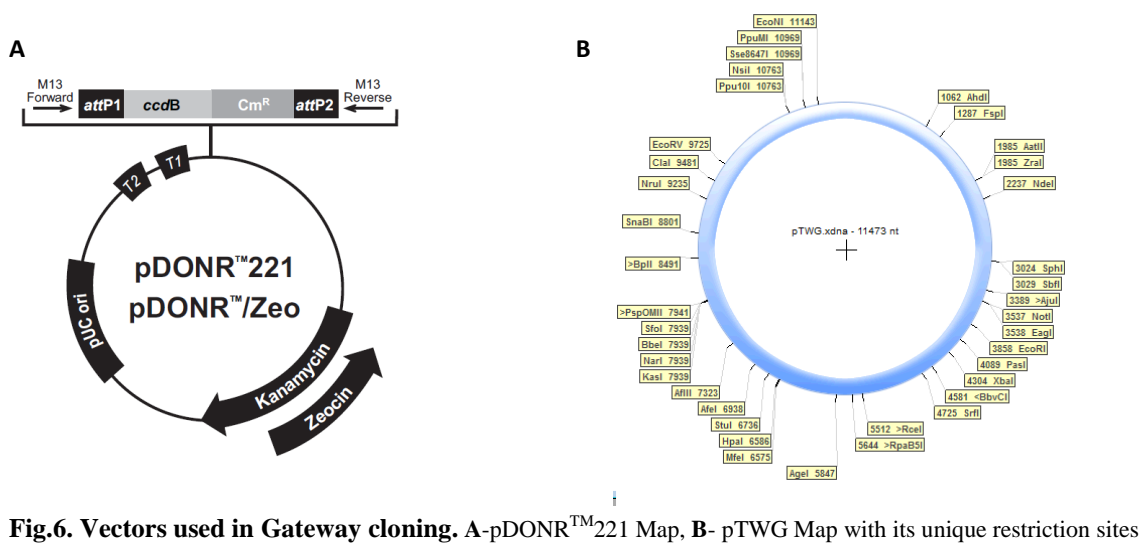 A
M13 Forward
M13 Reverse
attP1
ccdB
CmR
attP2
T2
T1
pUC ori
pDONR™221
pDONR™/Zeo
Kanamycin
Zeocin
B
EcoNI 11143
PpuMI 10969
Sse8647I 10969
NsiI 10763
Ppu10I 10763
EcoRV 9725
ClaI 9481
NruI 9235
SnaBI 8801
>BplI 8491
>PspOMII 7941
SfoI 7939
BbeI 7939
NarI 7939
KasI 7939
AflII 7323
AfeI 6938
StuI 6736
HpaI 6586
MfeI 6575
AgeI 5847
1062 AhdI
1287 FspI
1985 AatII
1985 ZraI
2237 NdeI
3024 SphI
3029 SbfI
3389 >AjuI
3537 NotI
3538 EagI
3858 EcoRI
4089 PasI
4304 XbaI
4581 <BbvCI
4725 SrfI
5512 >RceI
5644 >RpaB5I
pTWG.xdna - 11473 nt
Fig.6. Vectors used in Gateway cloning. A-pDONR™221 Map, B- pTWG Map with its unique restriction sites